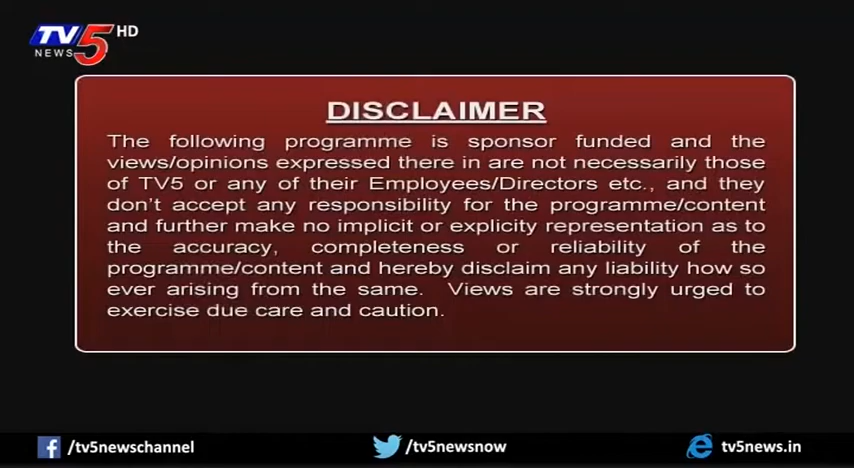 TV5 HD
NEWS
DISCLAIMER
The following programme is sponsor funded and the
views/opinions expressed there in are not necessarily those
of TV5 or any of their Employees/Directors etc., and they
don't accept any responsibility for the programme/content
and further make no implicit or explicity representation as to
the accuracy, completeness or reliability of the
programme/content and hereby disclaim any liability how so
ever arising from the same. Views are strongly urged to
exercise due care and caution.
/tv5newschannel
/tv5newsnow
tv5news.in